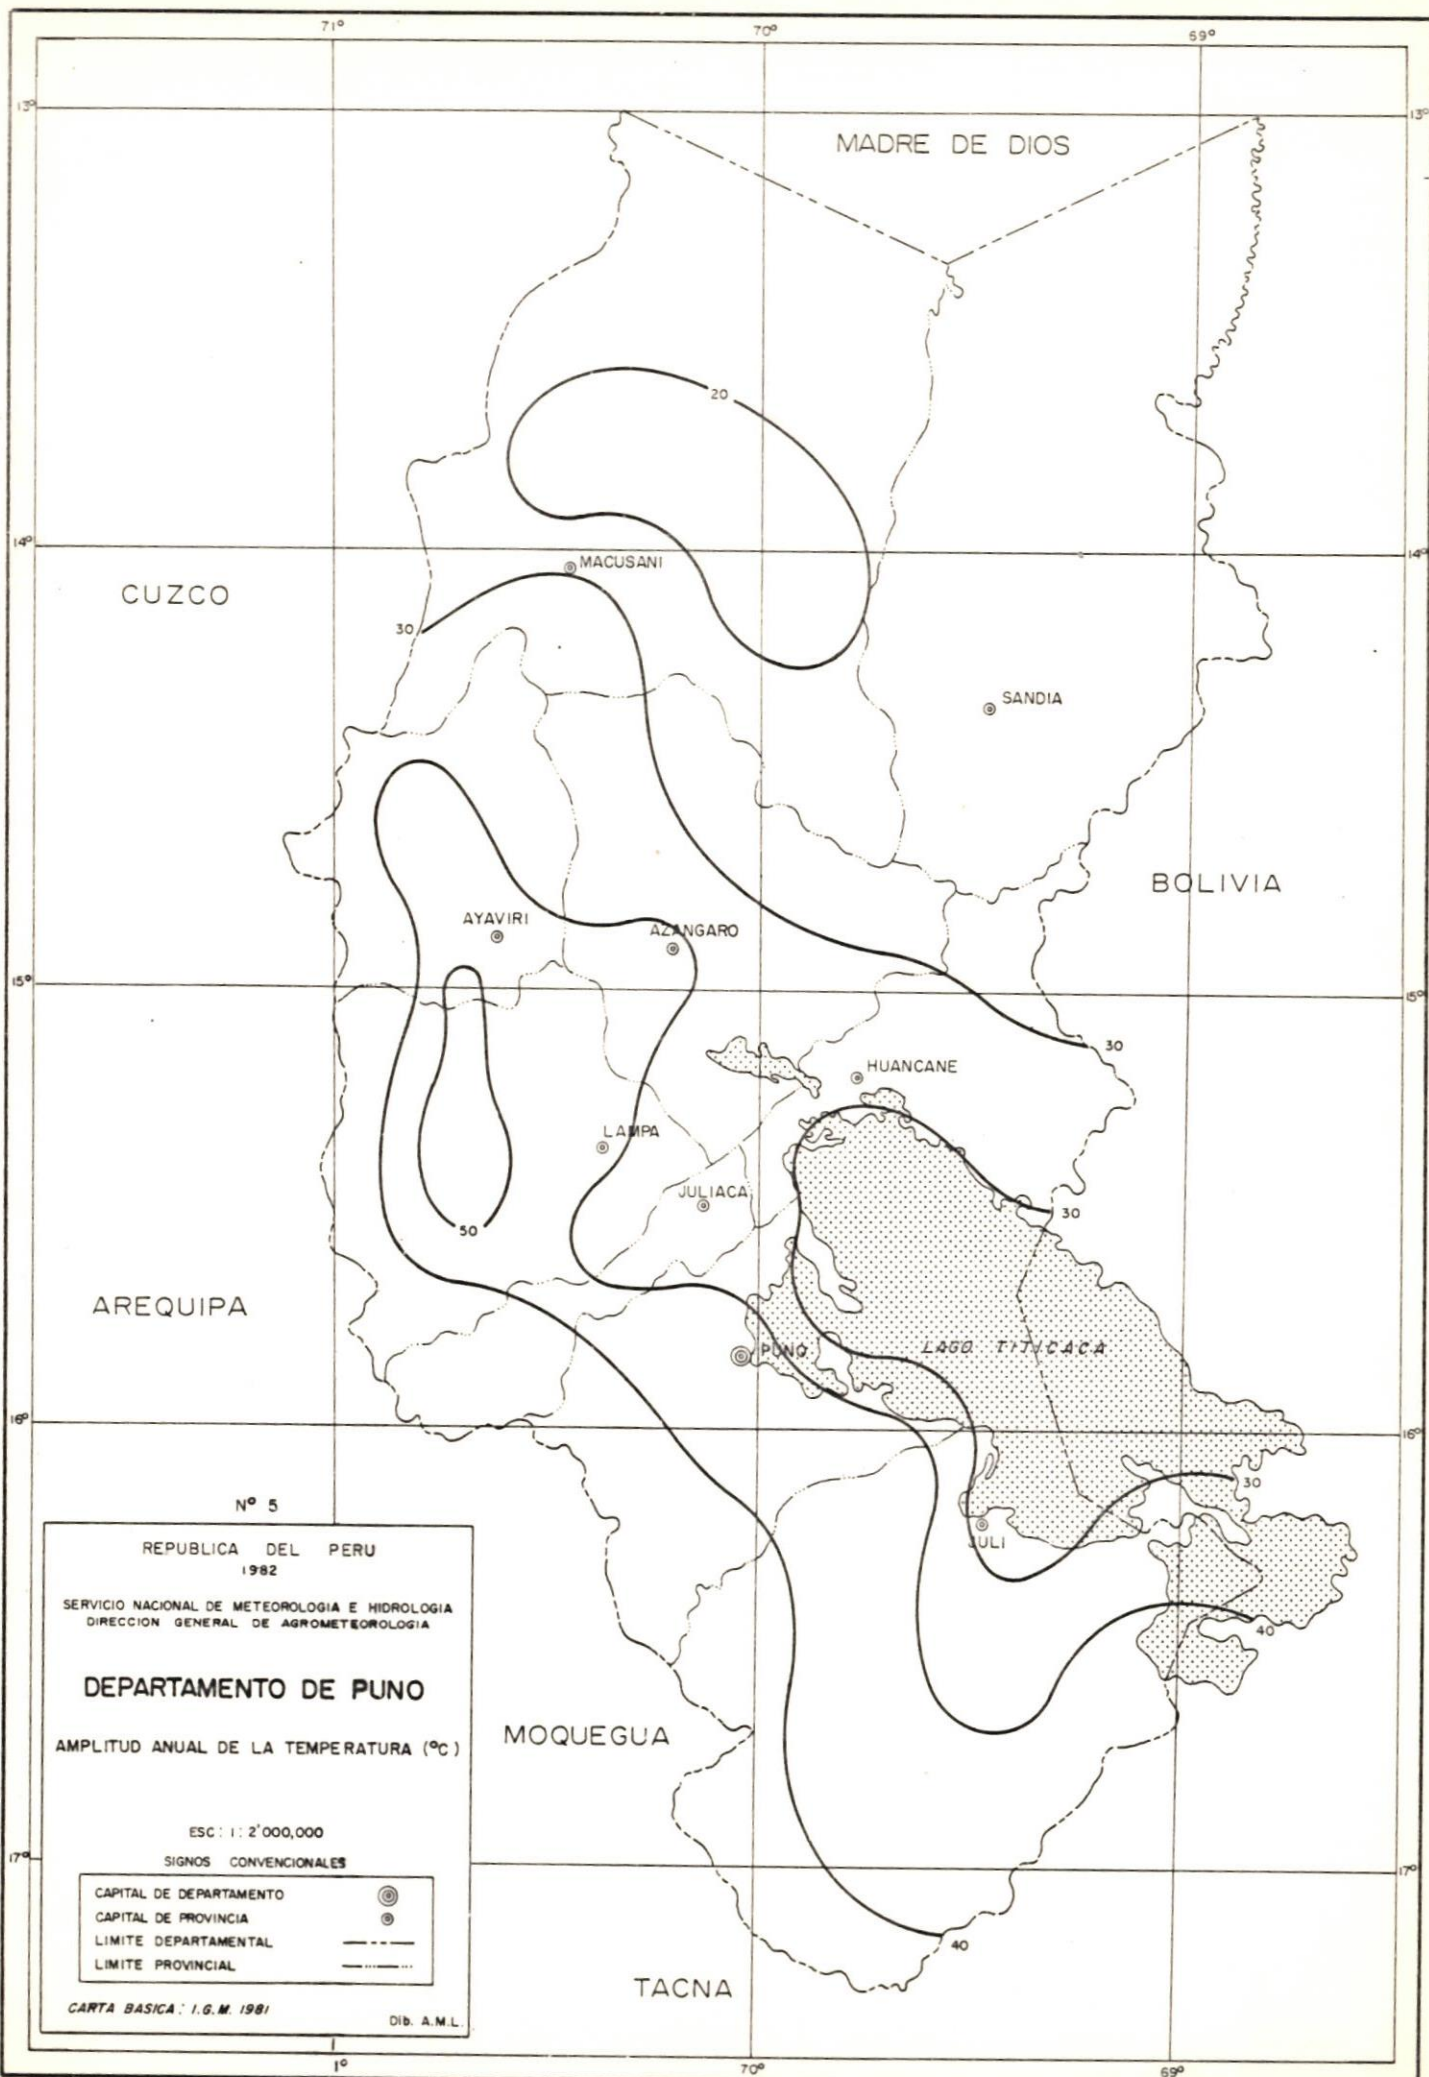 71°
70°
69°
13°
13°
MADRE DE DIOS
20
14°
14°
MACUSANI
CUZCO
30
SANDIA
BOLIVIA
AYAVIRI
AZANGARO
15°
15°
30
HUANCANE
LAMPA
JULIACA
30
50
AREQUIPA
LAGO TITICACA
PUNO
16°
16°
30
JULI
40
Nº 5
REPUBLICA DEL PERU
1982
SERVICIO NACIONAL DE METEOROLOGIA E HIDROLOGIA
DIRECCION GENERAL DE AGROMETEOROLOGIA
DEPARTAMENTO DE PUNO
AMPLITUD ANUAL DE LA TEMPERATURA (ºC)
ESC: 1: 2'000,000
SIGNOS CONVENCIONALES
CAPITAL DE DEPARTAMENTO
CAPITAL DE PROVINCIA
LIMITE DEPARTAMENTAL
LIMITE PROVINCIAL
CARTA BASICA: I.G.M. 1981
Dib. A.M.L.
MOQUEGUA
17°
17°
40
TACNA
1°
70°
69°